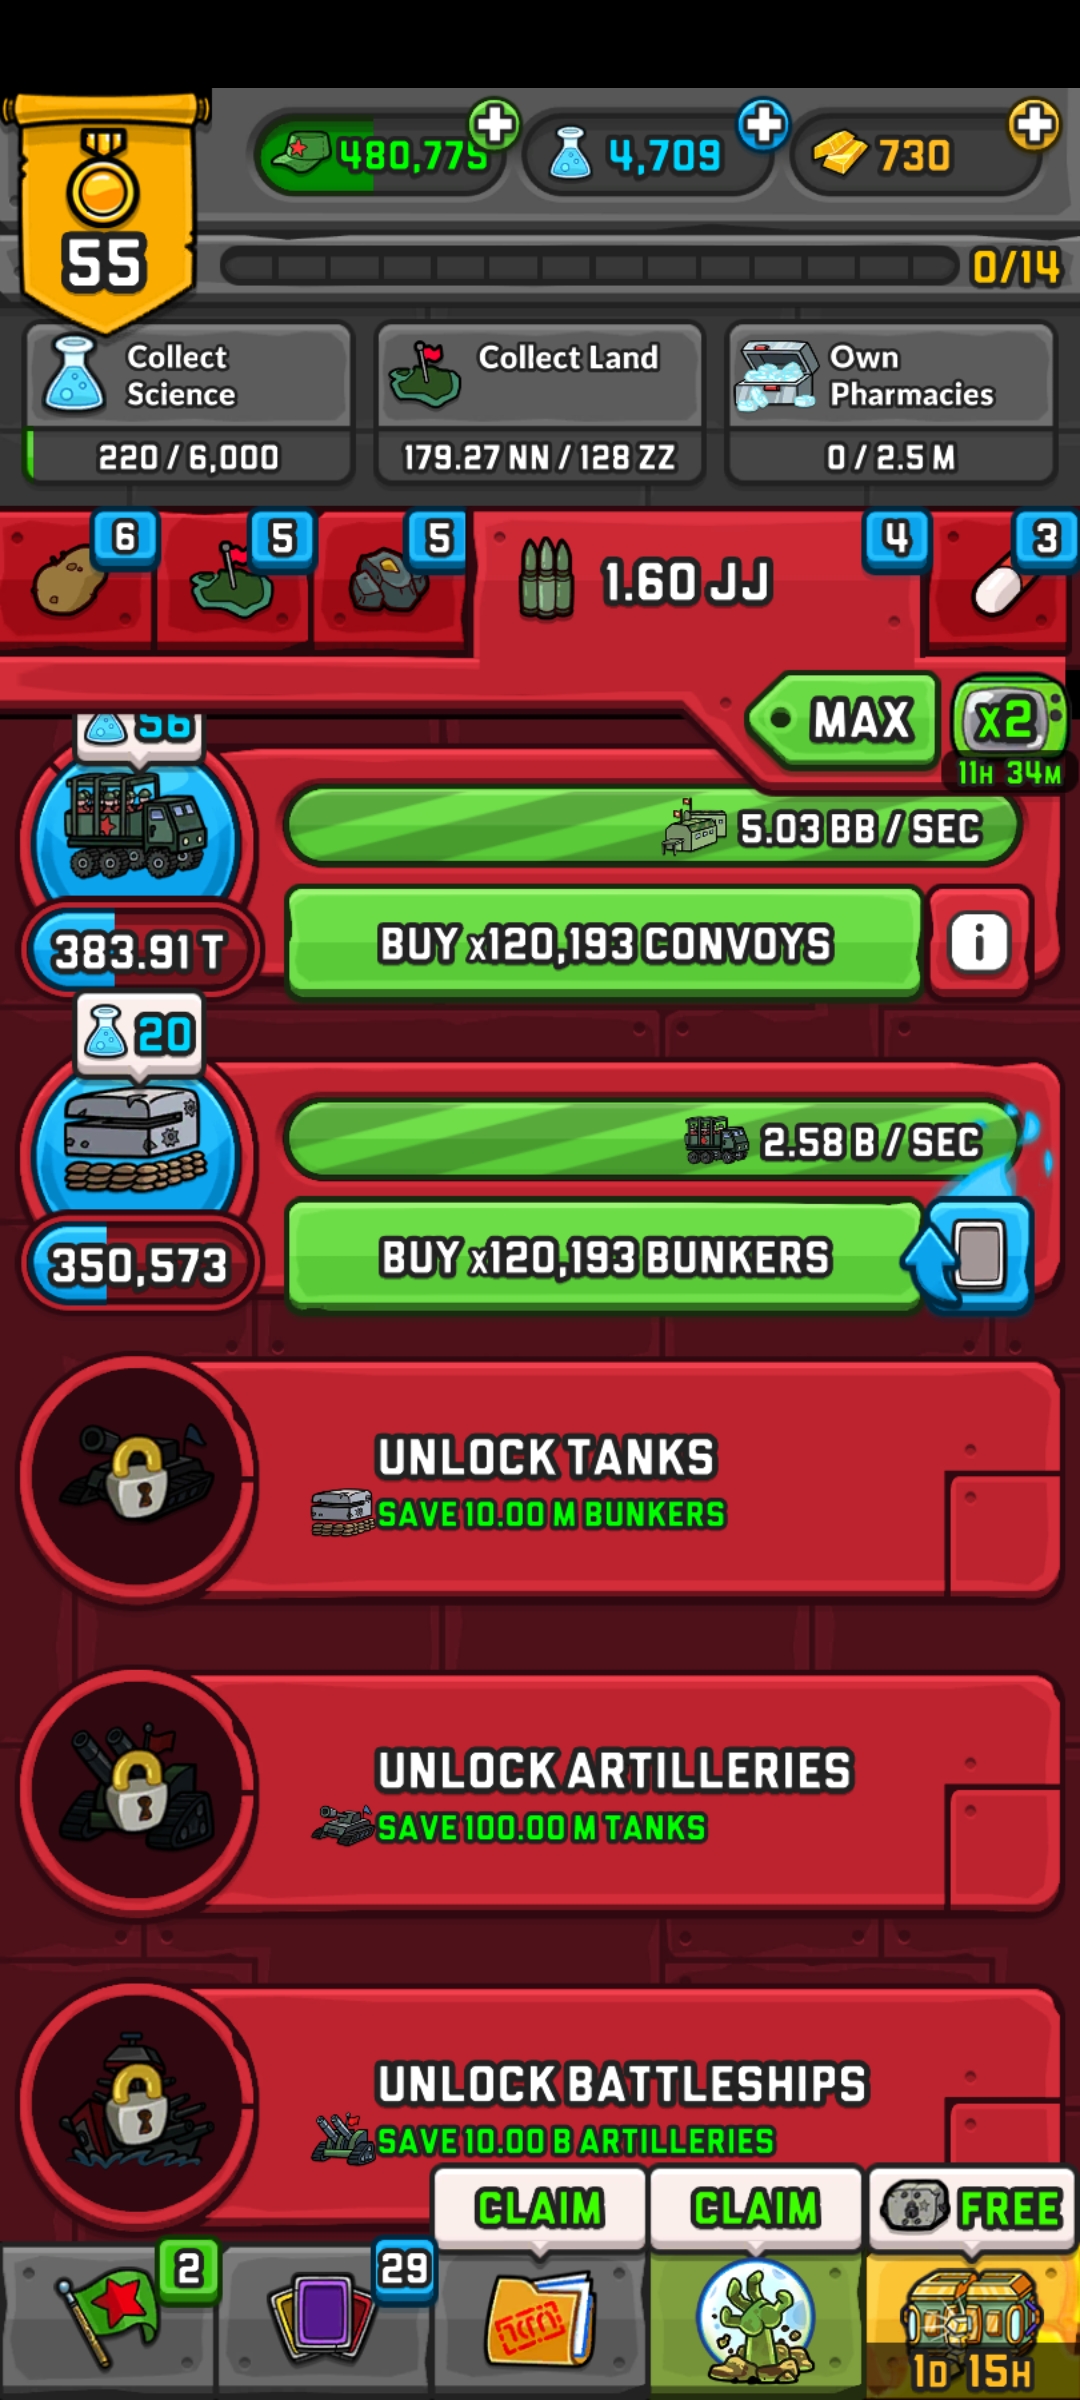 480,775
4,709
730
55
0/14
Collect
Science
220 / 6,000
Collect Land
179.27 NN / 128 ZZ
Own
Pharmacies
0 / 2.5 M
6
5
5
1.60 JJ
4
3
MAX
x2
11H 34M
56
5.03 BB / SEC
383.91 T
BUY x120,193 CONVOYS
i
20
2.58 B / SEC
350,573
BUY x120,193 BUNKERS
UNLOCK TANKS
SAVE 10.00 M BUNKERS
UNLOCK ARTILLERIES
SAVE 100.00 M TANKS
UNLOCK BATTLESHIPS
SAVE 10.00 B ARTILLERIES
CLAIM
CLAIM
FREE
2
29
1D 15H